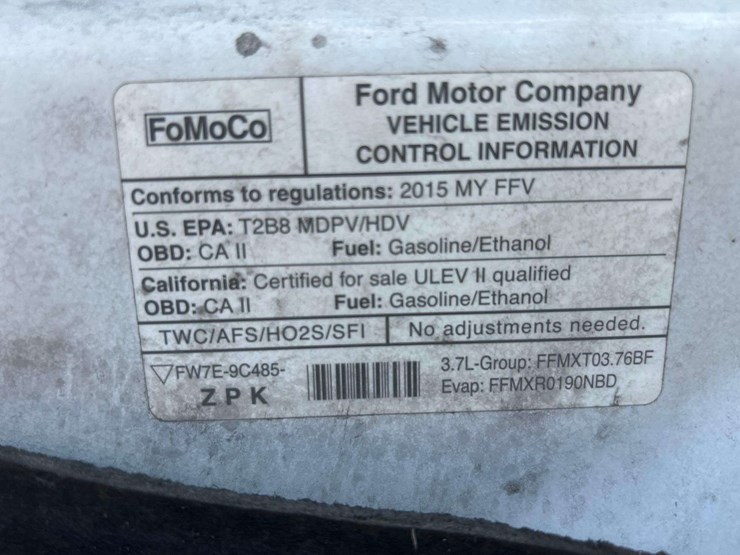 FoMoCo
Ford Motor Company
VEHICLE EMISSION
CONTROL INFORMATION
Conforms to regulations: 2015 MY FFV
U.S. EPA: T2B8 MDPV/HDV
OBD: CA II Fuel: Gasoline/Ethanol
California: Certified for sale ULEV II qualified
OBD: CA II Fuel: Gasoline/Ethanol
TWC/AFS/HO2S/SFI No adjustments needed.
▽FW7E-9C485-
ZPK
3.7L-Group: FFMXT03.76BF
Evap: FFMXR0190NBD